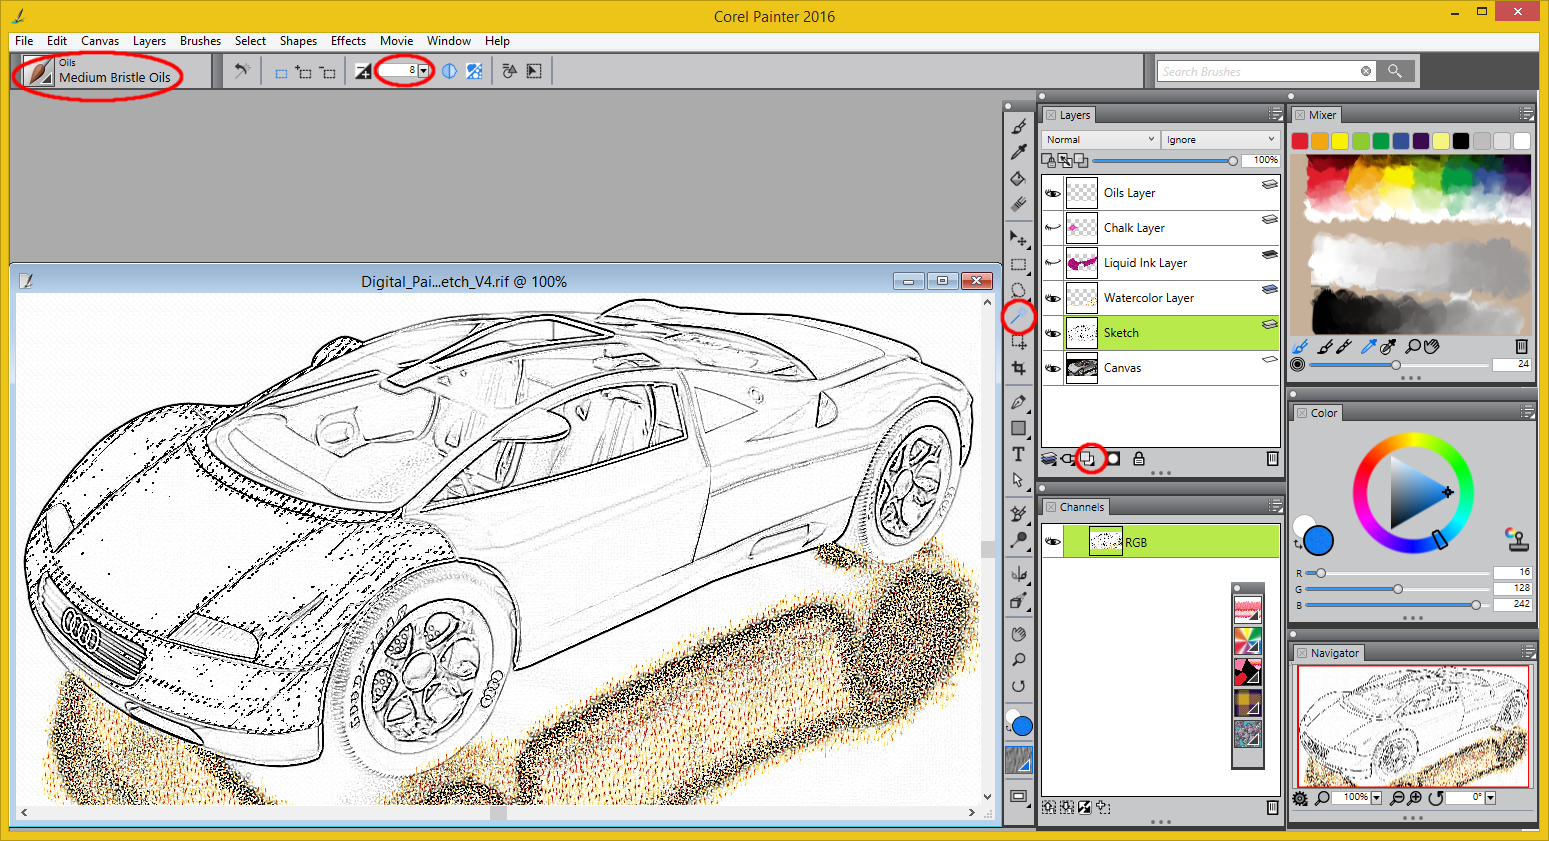 Corel Painter 2016
File Edit Canvas Layers Brushes Select Shapes Effects Movie Window Help
Oils
Medium Bristle Oils
8
Search Brushes
Layers
Normal
Ignore
100%
Oils Layer
Chalk Layer
Liquid Ink Layer
Watercolor Layer
Sketch
Canvas
Mixer
24
Digital_Pai...etch_V4.rif @ 100%
Color
R 16
G 128
B 242
Channels
RGB
Navigator
100%
0°
T